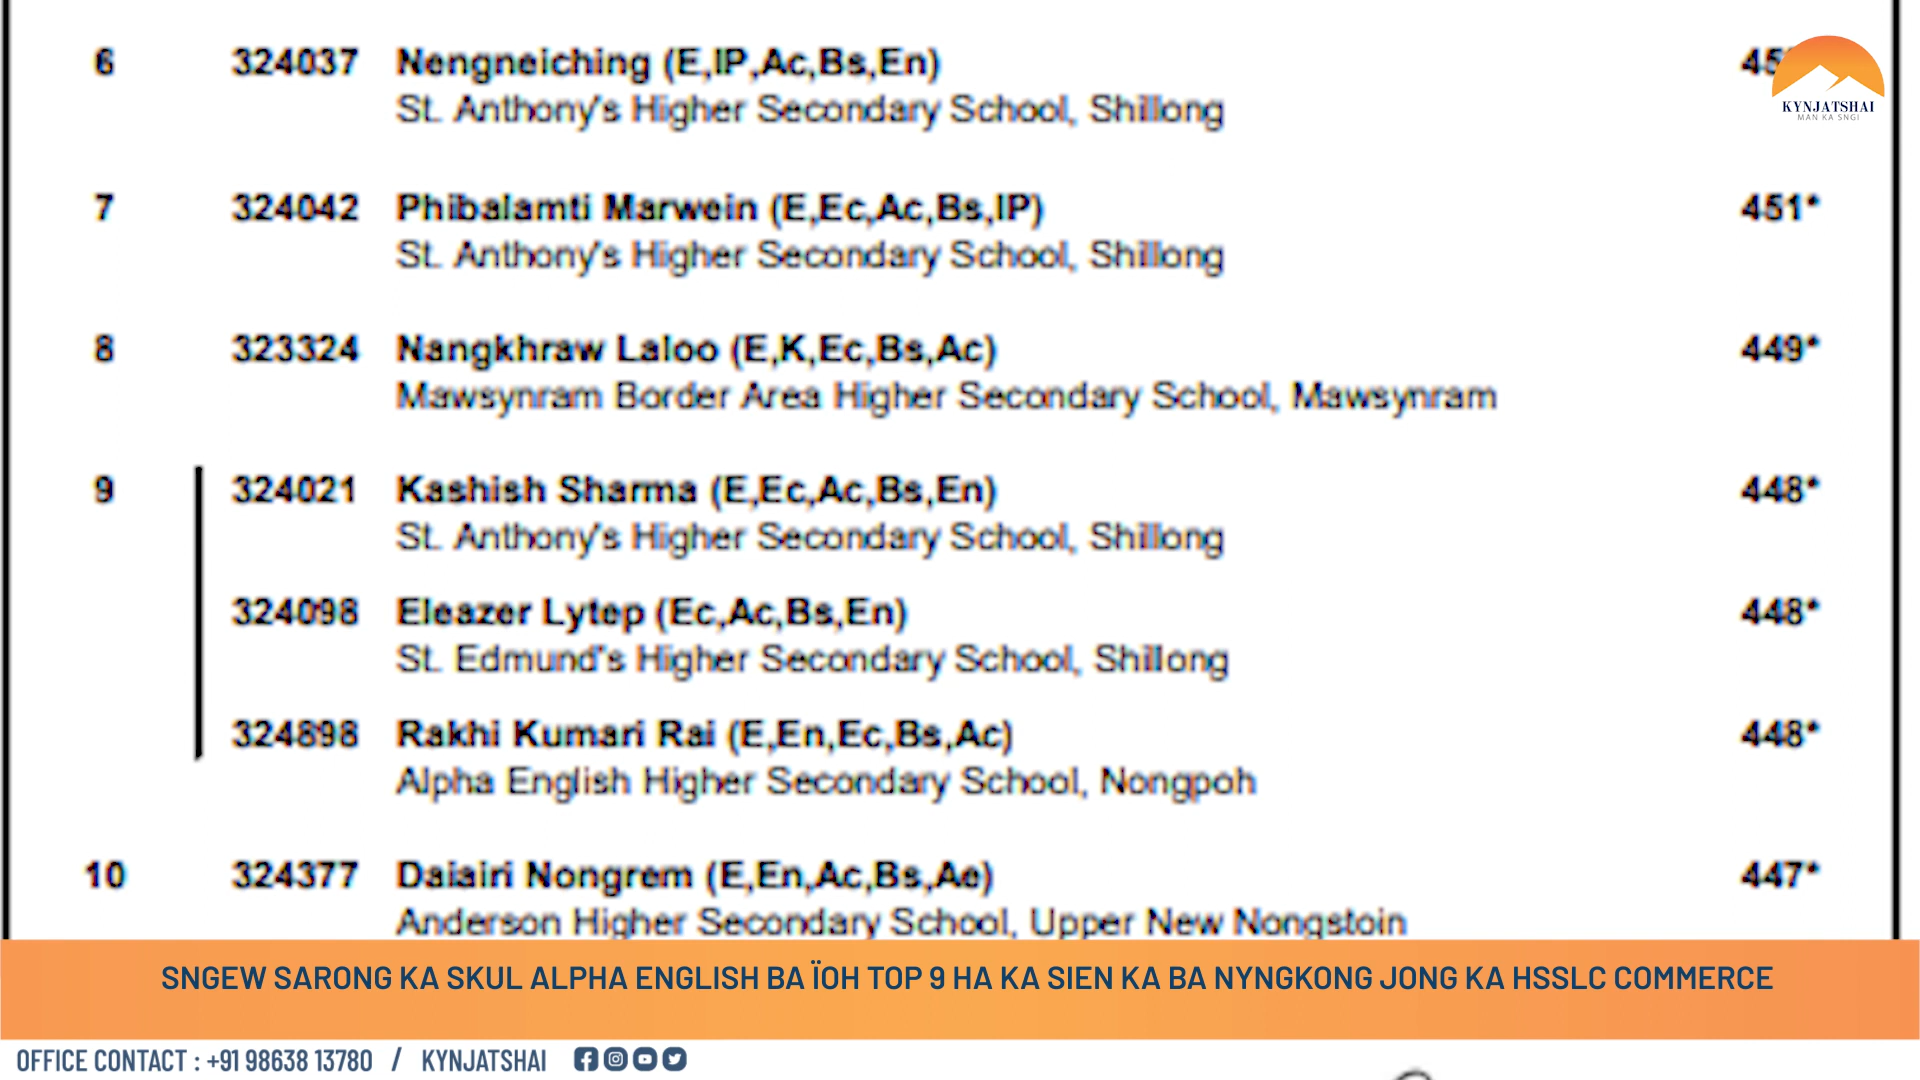 6 324037 Nengneiching (E,IP,Ac,Bs,En)
St. Anthony's Higher Secondary School, Shillong
KYNJATSHAI
MAN KA SNGI
7 324042 Phibalamti Marwein (E,Ec,Ac,Bs,IP) 451*
St. Anthony's Higher Secondary School, Shillong
8 323324 Nangkhraw Laloo (E,K,Ec,Bs,Ac) 449*
Mawsynram Border Area Higher Secondary School, Mawsynram
9 324021 Kashish Sharma (E,Ec,Ac,Bs,En) 448*
St. Anthony's Higher Secondary School, Shillong
324098 Eleazer Lytep (Ec,Ac,Bs,En) 448*
St. Edmund's Higher Secondary School, Shillong
324898 Rakhi Kumari Rai (E,En,Ec,Bs,Ac) 448*
Alpha English Higher Secondary School, Nongpoh
10 324377 Daiairi Nongrem (E,En,Ac,Bs,Ae) 447*
Anderson Higher Secondary School, Upper New Nongstoin
SNGEW SARONG KA SKUL ALPHA ENGLISH BA ÏOH TOP 9 HA KA SIEN KA BA NYNGKONG JONG KA HSSLC COMMERCE
OFFICE CONTACT : +91 98638 13780 / KYNJATSHAI